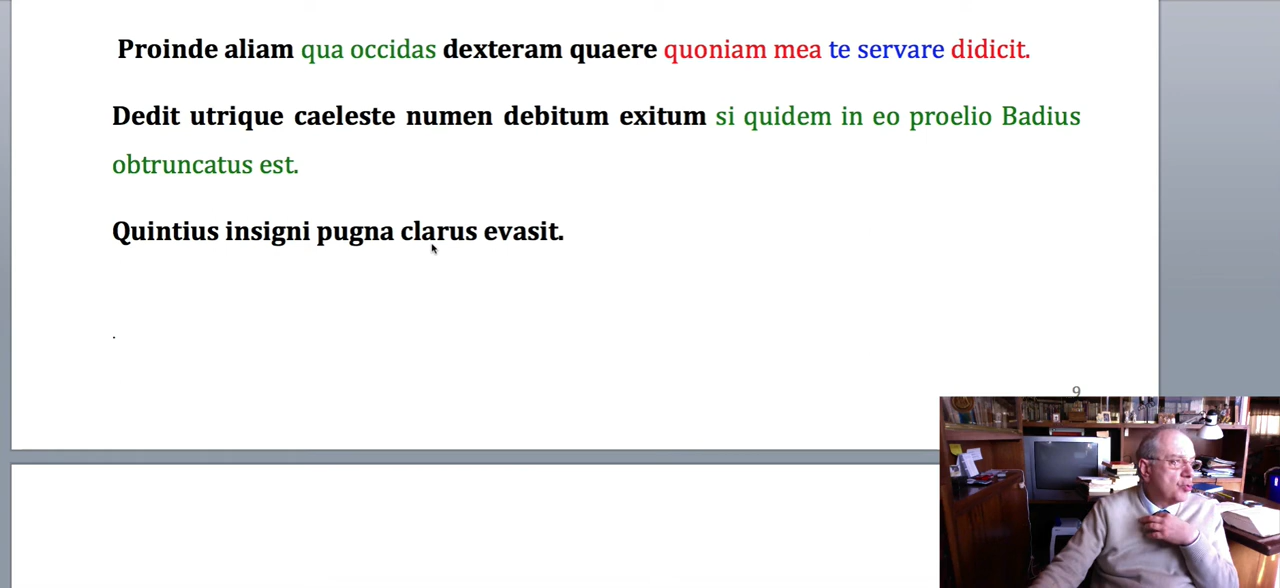 Proinde aliam qua occidas dexteram quaere quoniam mea te servare didicit.
Dedit utrique caeleste numen debitum exitum si quidem in eo proelio Badius
obtruncatus est.
Quintius insigni pugna clarus evasit.
.
9